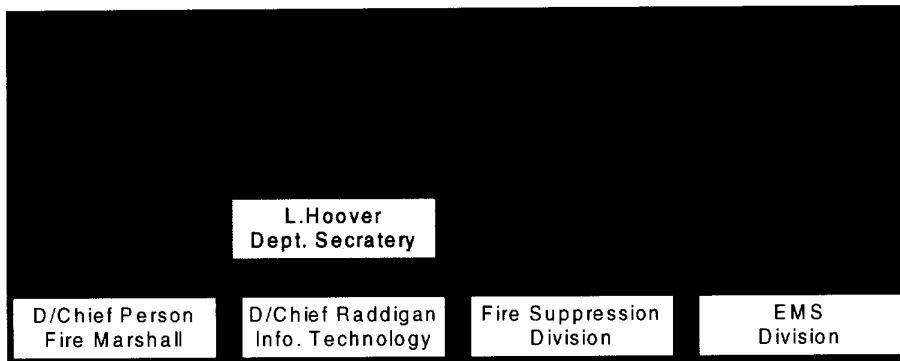 L.Hoover
Dept. Secratery
D/Chief Person
Fire Marshall
D/Chief Raddigan
Info. Technology
Fire Suppression
Division
EMS
Division